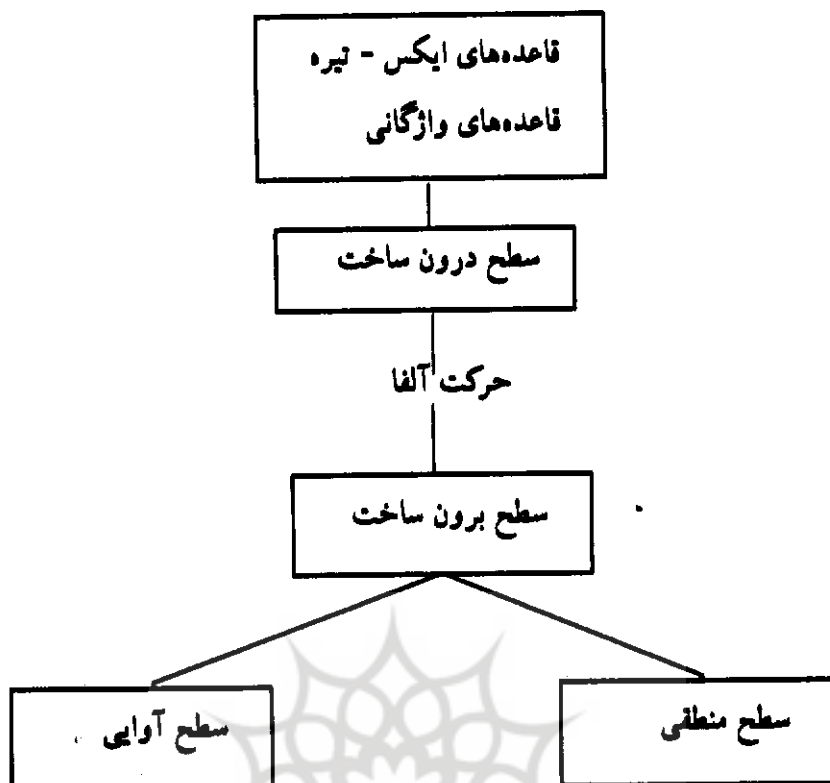 قاعده‌های ایکس - تیره
قاعده‌های واژگانی
سطح درون ساخت
حرکت آلفا
سطح برون ساخت
سطح منطقی
سطح آوایی